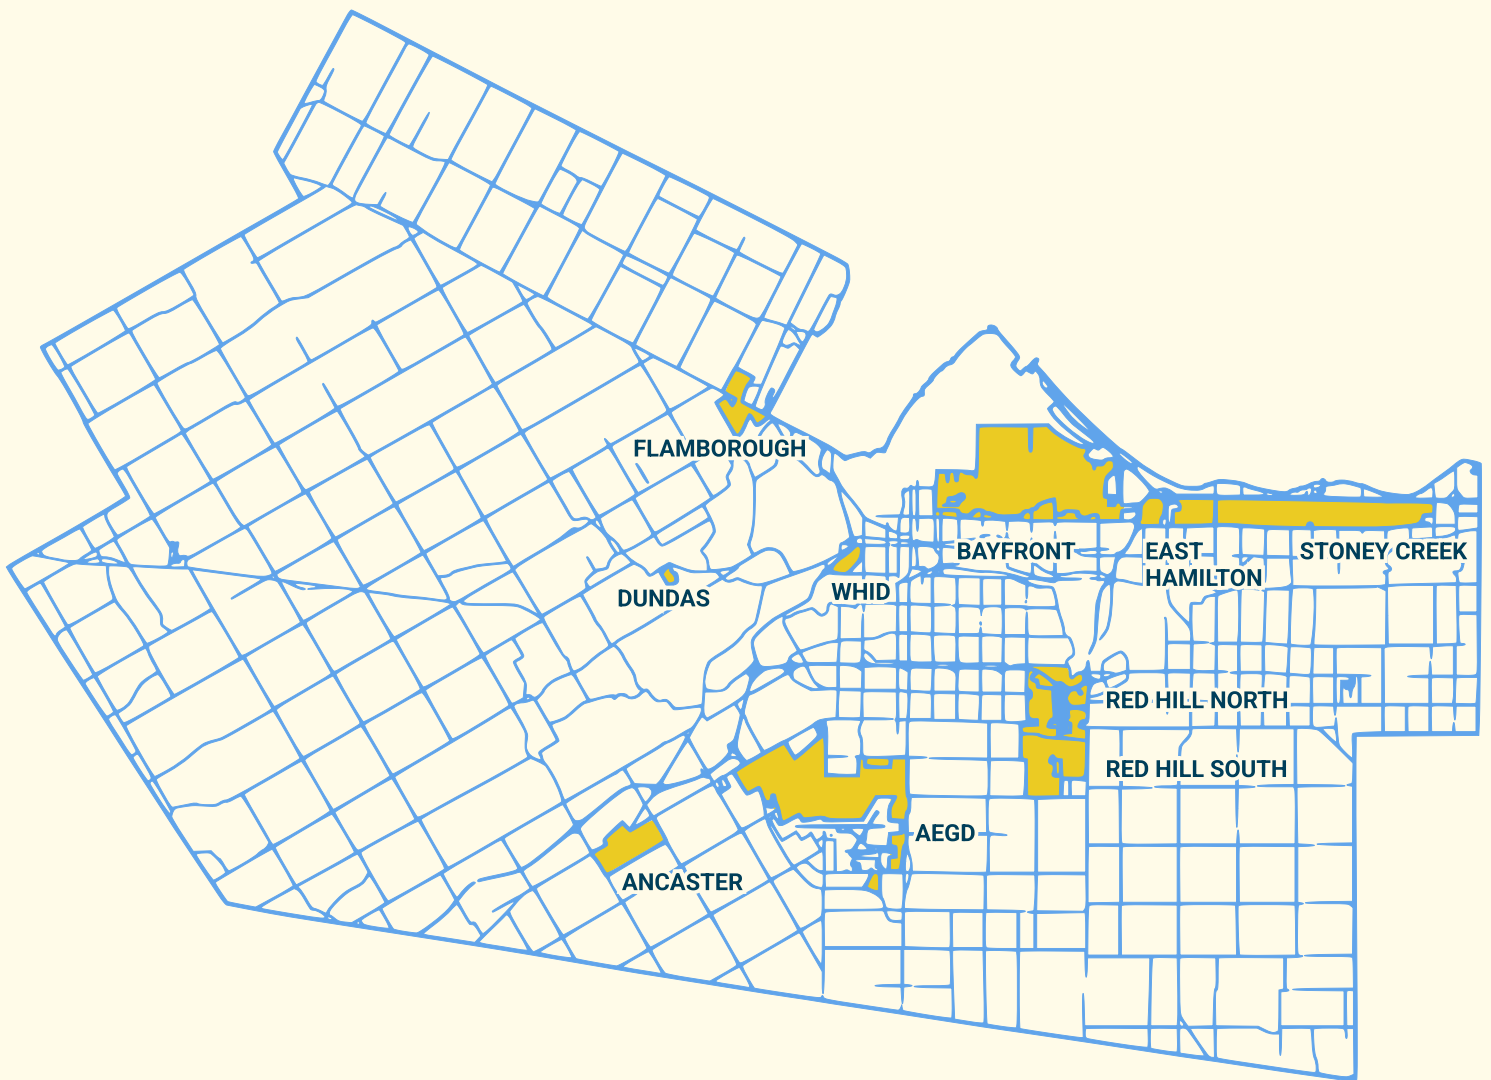 FLAMBOROUGH
BAYFRONT
EAST
HAMILTON
STONEY CREEK
DUNDAS
WHID
RED HILL NORTH
RED HILL SOUTH
AEGD
ANCASTER